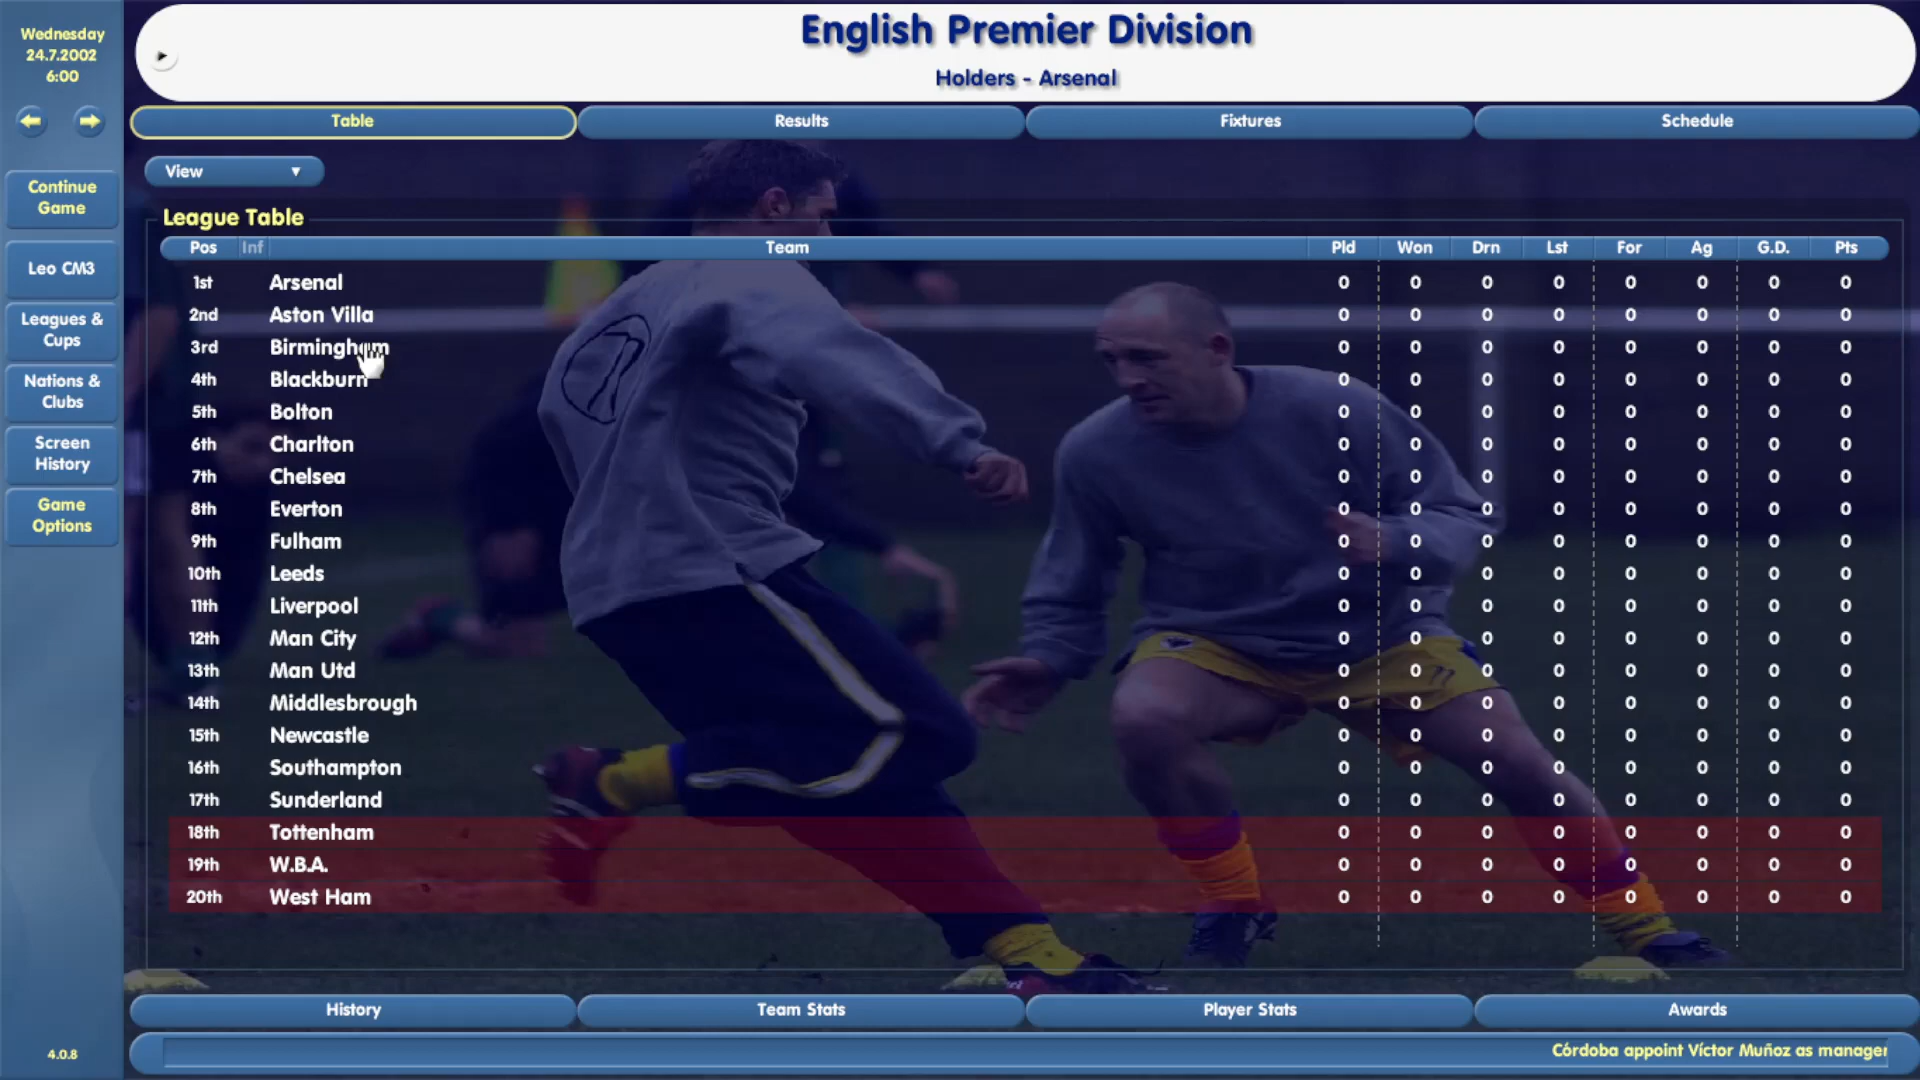 Wednesday
24.7.2002
6:00
Continue
Game
Leo CM3
Leagues &
Cups
Nations &
Clubs
Screen
History
Game
Options
4.0.8
English Premier Division
Holders - Arsenal
Table Results Fixtures Schedule
View
League Table
Pos Inf Team Pld Won Drn Lst For Ag G.D. Pts
1st Arsenal 0 0 0 0 0 0 0 0
2nd Aston Villa 0 0 0 0 0 0 0 0
3rd Birmingham 0 0 0 0 0 0 0 0
4th Blackburn 0 0 0 0 0 0 0 0
5th Bolton 0 0 0 0 0 0 0 0
6th Charlton 0 0 0 0 0 0 0 0
7th Chelsea 0 0 0 0 0 0 0 0
8th Everton 0 0 0 0 0 0 0 0
9th Fulham 0 0 0 0 0 0 0 0
10th Leeds 0 0 0 0 0 0 0 0
11th Liverpool 0 0 0 0 0 0 0 0
12th Man City 0 0 0 0 0 0 0 0
13th Man Utd 0 0 0 0 0 0 0 0
14th Middlesbrough 0 0 0 0 0 0 0 0
15th Newcastle 0 0 0 0 0 0 0 0
16th Southampton 0 0 0 0 0 0 0 0
17th Sunderland 0 0 0 0 0 0 0 0
18th Tottenham 0 0 0 0 0 0 0 0
19th W.B.A. 0 0 0 0 0 0 0 0
20th West Ham 0 0 0 0 0 0 0 0
History Team Stats Player Stats Awards
Córdoba appoint Víctor Muñoz as manager